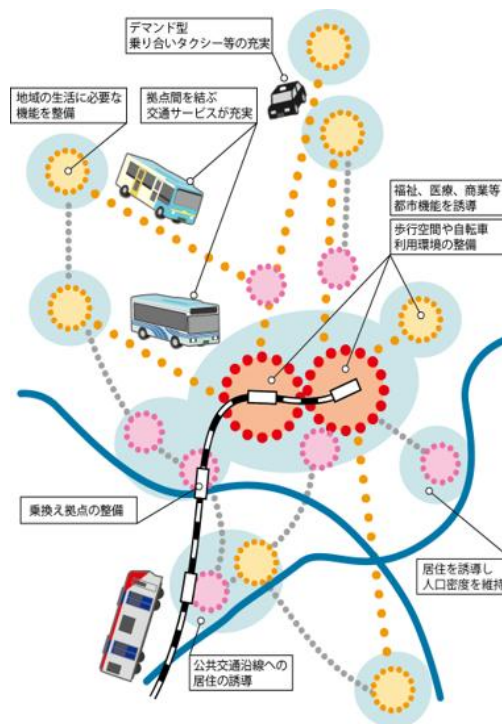 デマンド型
乗り合いタクシー等の充実
地域の生活に必要な
機能を整備
拠点間を結ぶ
交通サービスが充実
福祉、医療、商業等
都市機能を誘導
歩行空間や自転車
利用環境の整備
乗換え拠点の整備
居住を誘導し
人口密度を維持
公共交通沿線への
居住の誘導